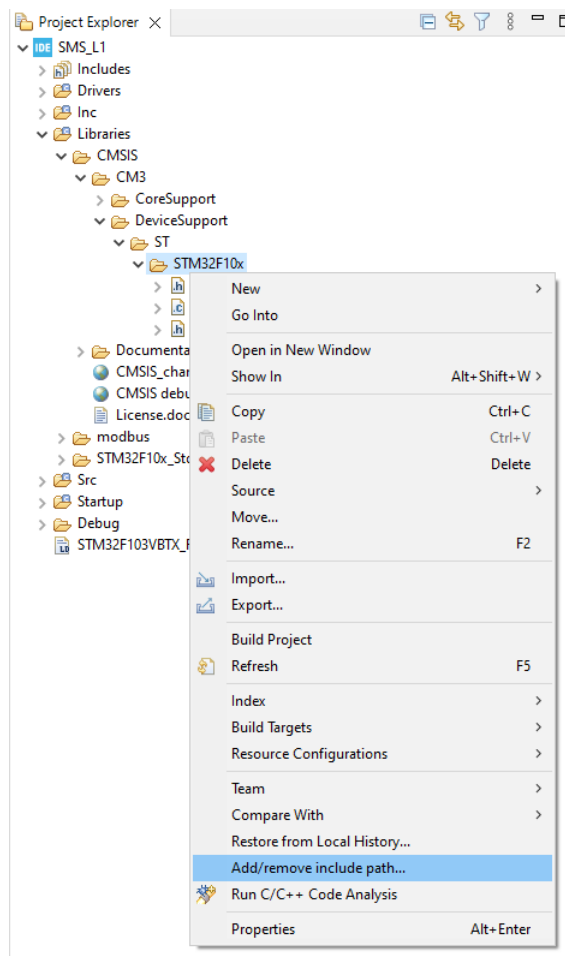 Project Explorer
IDE SMS_L1
Includes
Drivers
Inc
Libraries
CMSIS
CM3
CoreSupport
DeviceSupport
ST
STM32F10x
.h
.c
.h
Documenta
CMSIS_char
CMSIS debu
License.doc
modbus
STM32F10x_Std
Src
Startup
Debug
STM32F103VBTX_F
New
Go Into
Open in New Window
Show In Alt+Shift+W >
Copy Ctrl+C
Paste Ctrl+V
Delete Delete
Source
Move...
Rename... F2
Import...
Export...
Build Project
Refresh F5
Index
Build Targets
Resource Configurations
Team
Compare With
Restore from Local History...
Add/remove include path...
Run C/C++ Code Analysis
Properties Alt+Enter